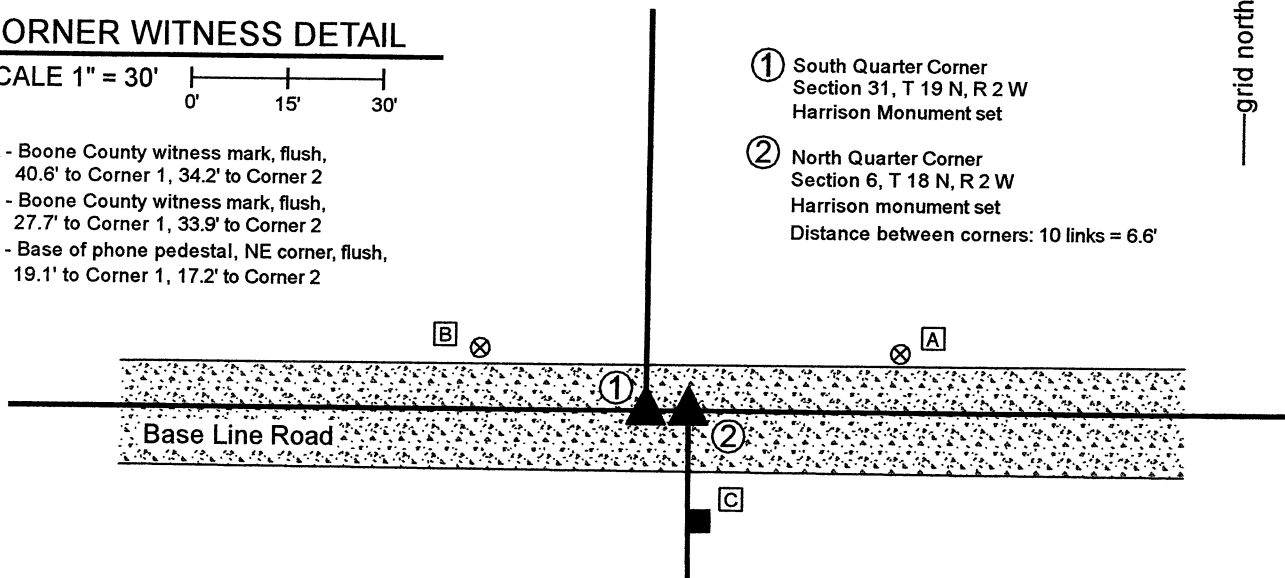 ORNER WITNESS DETAIL
CALE 1" = 30'
0' 15' 30'
- Boone County witness mark, flush,
40.6' to Corner 1, 34.2' to Corner 2
- Boone County witness mark, flush,
27.7' to Corner 1, 33.9' to Corner 2
- Base of phone pedestal, NE corner, flush,
19.1' to Corner 1, 17.2' to Corner 2
1 South Quarter Corner
Section 31, T 19 N, R 2 W
Harrison Monument set
2 North Quarter Corner
Section 6, T 18 N, R 2 W
Harrison monument set
Distance between corners: 10 links = 6.6'
grid north
B
A
1
Base Line Road
2
C